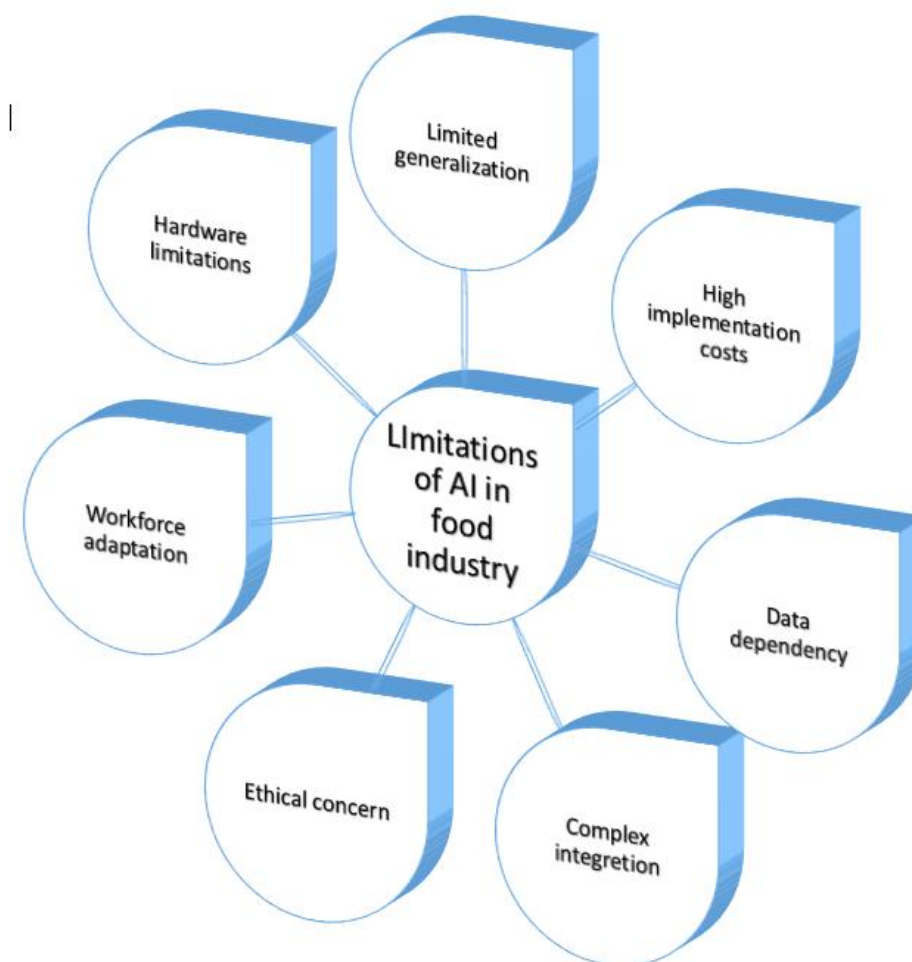 Limited
generalization
High
implementation
costs
Data
dependency
Complex
integretion
Ethical concern
Workforce
adaptation
Hardware
limitations
LImitations
of AI in
food
industry